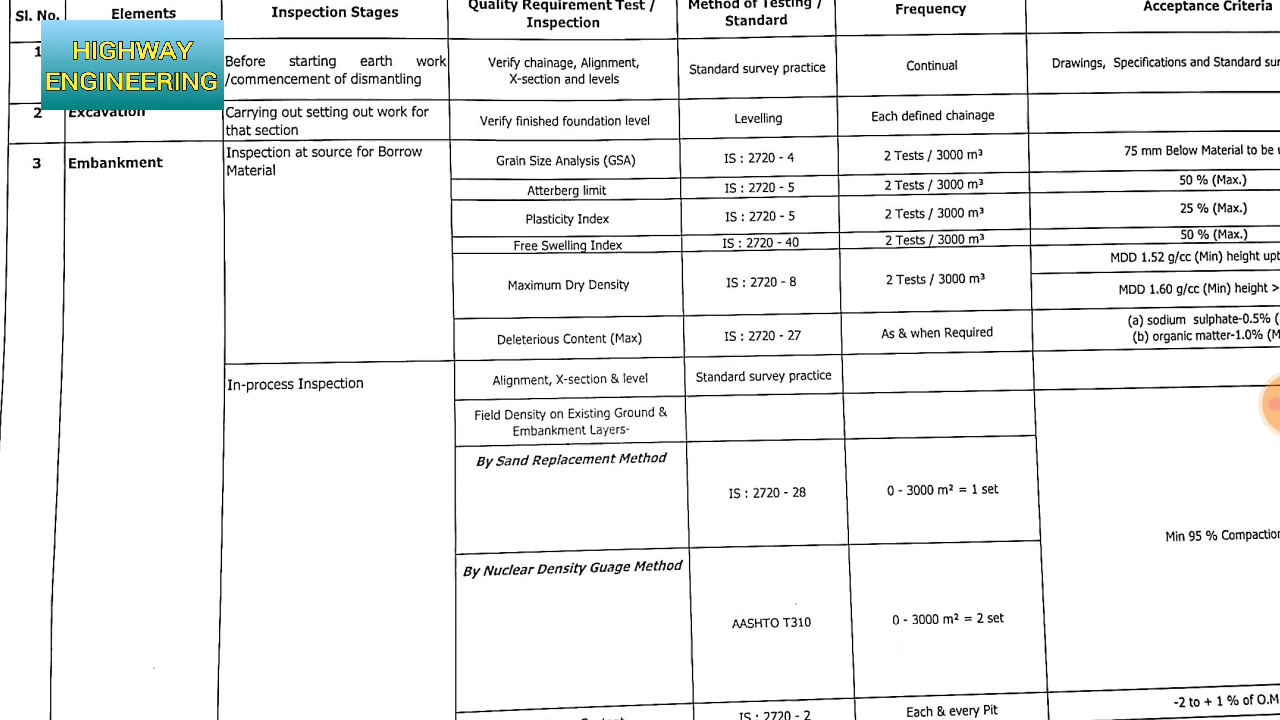 Sl. No.
Elements
Inspection Stages
Quality Requirement Test /
Inspection
Method of Testing /
Standard
Frequency
Acceptance Criteria
HIGHWAY
ENGINEERING
1
Before starting earth work
/commencement of dismantling
Verify chainage, Alignment,
X-section and levels
Standard survey practice
Continual
Drawings, Specifications and Standard
2
Excavation
Carrying out setting out work for
that section
Verify finished foundation level
Levelling
Each defined chainage
3
Embankment
Inspection at source for Borrow
Material
Grain Size Analysis (GSA)
IS : 2720 - 4
2 Tests / 3000 m³
75 mm Below Material to be
Atterberg limit
IS : 2720 - 5
2 Tests / 3000 m³
50 % (Max.)
Plasticity Index
IS : 2720 - 5
2 Tests / 3000 m³
25 % (Max.)
Free Swelling Index
IS : 2720 - 40
2 Tests / 3000 m³
50 % (Max.)
Maximum Dry Density
IS : 2720 - 8
2 Tests / 3000 m³
MDD 1.52 g/cc (Min) height upt
MDD 1.60 g/cc (Min) height >
Deleterious Content (Max)
IS : 2720 - 27
As & when Required
(a) sodium sulphate-0.5% (
(b) organic matter-1.0% (M
In-process Inspection
Alignment, X-section & level
Standard survey practice
Field Density on Existing Ground &
Embankment Layers-
By Sand Replacement Method
IS : 2720 - 28
0 - 3000 m² = 1 set
Min 95 % Compaction
By Nuclear Density Guage Method
AASHTO T310
0 - 3000 m² = 2 set
IS : 2720 - 2
Each & every Pit
-2 to + 1 % of O.M